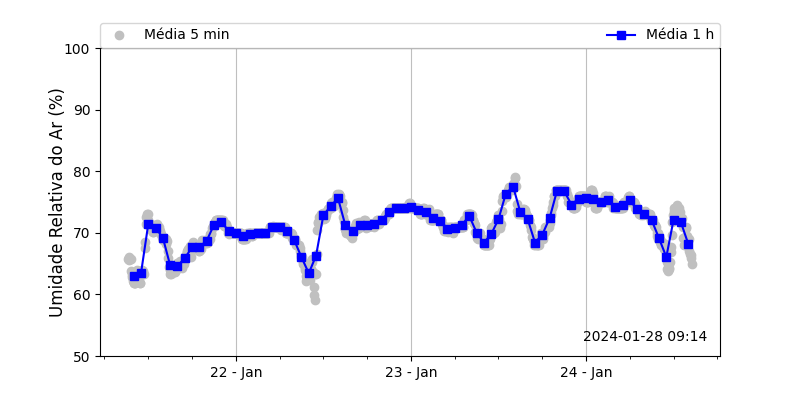 Média 5 min
Média 1 h
Umidade Relativa do Ar (%)
100
90
80
70
60
50
2024-01-28 09:14
22 - Jan
23 - Jan
24 - Jan